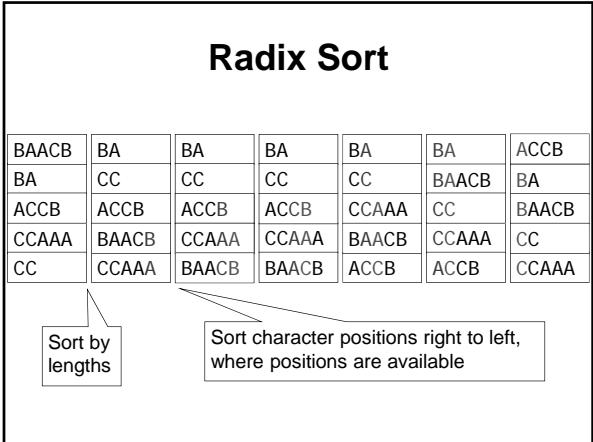 Radix Sort
BAACB BA BA BA BA BA ACCB
BA CC CC CC CC BAACB BA
ACCB ACCB ACCB ACCB CCAAA CC BAACB
CCAAA BAACB CCAAA CCAAA BAACB CCAAA CC
CC CCAAA BAACB BAACB ACCB ACCB CCAAA
Sort by
lengths
Sort character positions right to left,
where positions are available